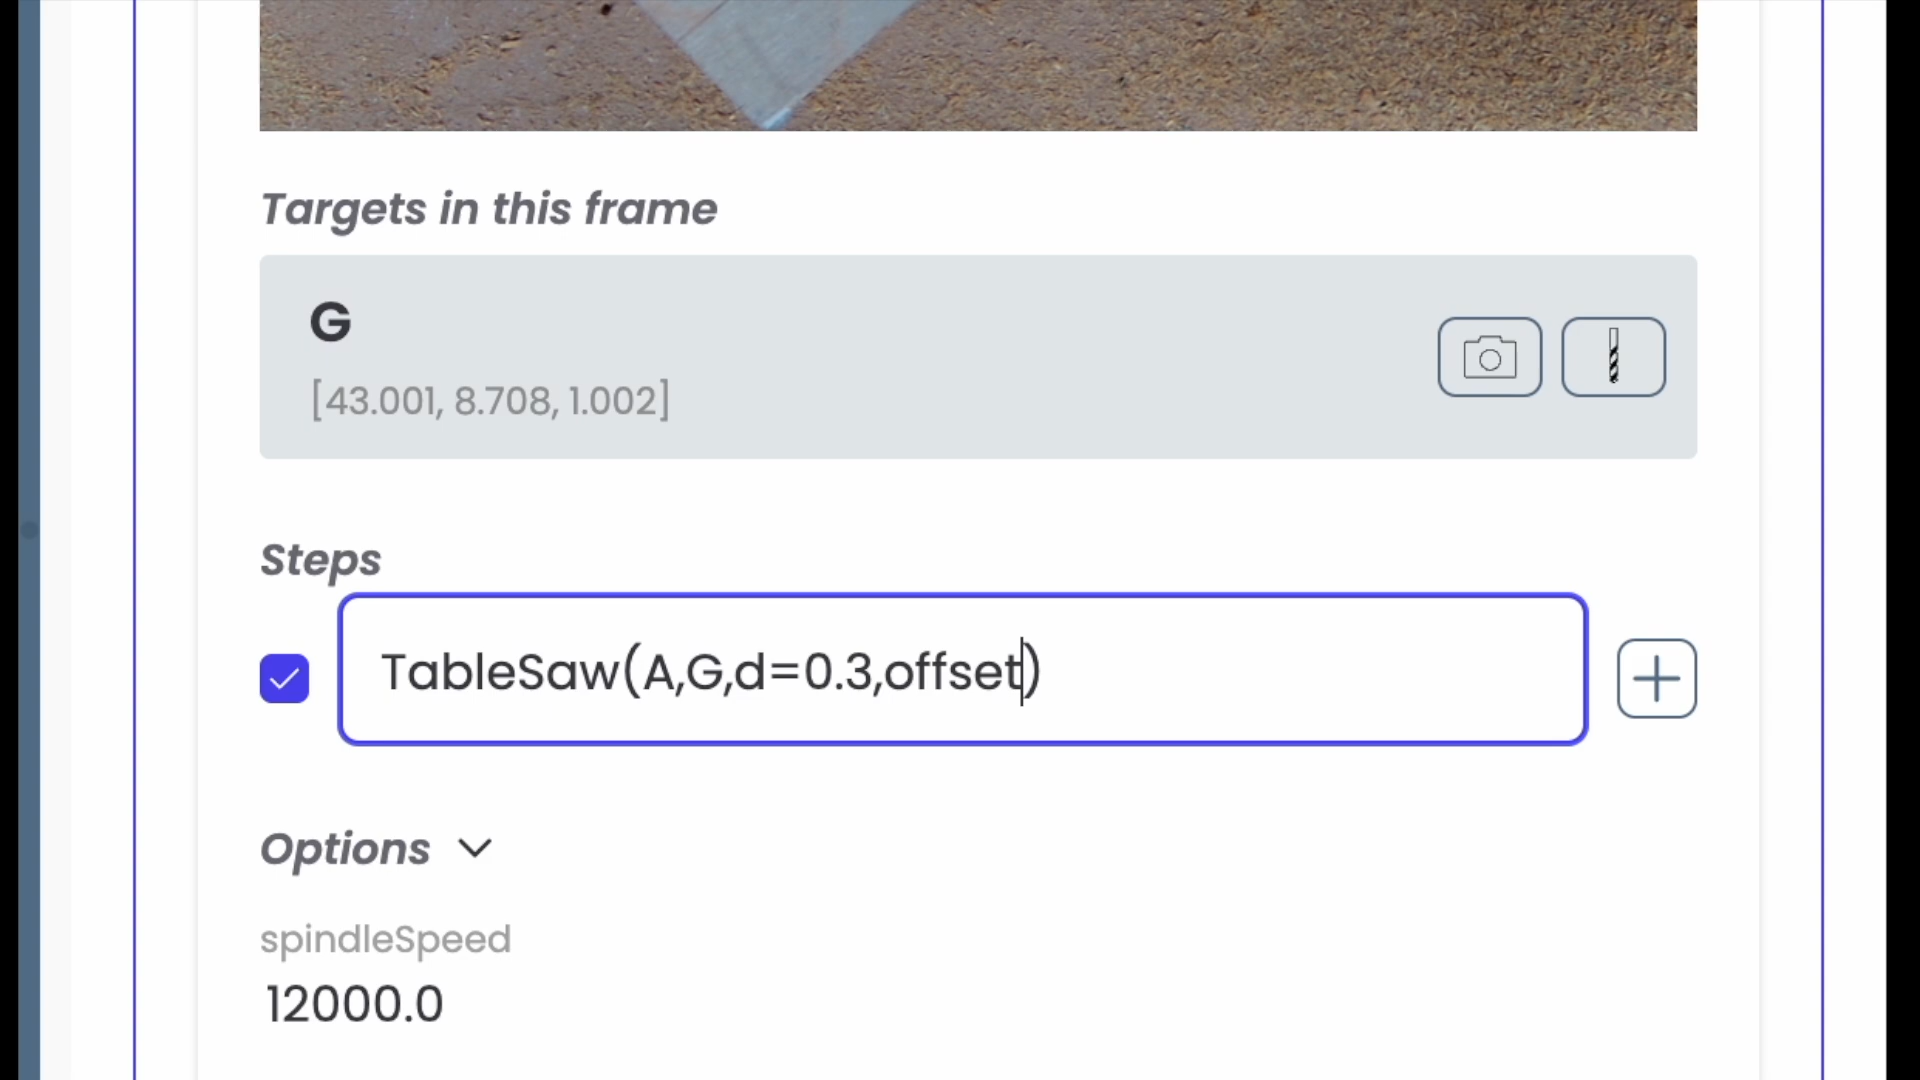 Targets in this frame
G
[43.001, 8.708, 1.002]
Steps
TableSaw(A,G,d=0.3,offset)
Options
spindleSpeed
12000.0